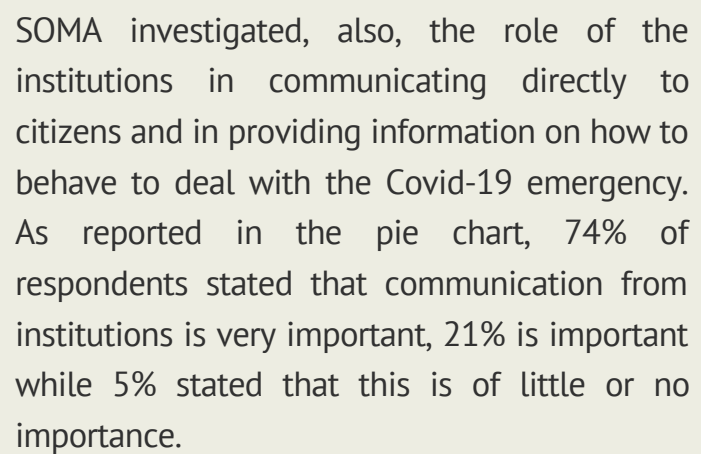 SOMA investigated, also, the role of the
institutions in communicating directly to
citizens and in providing information on how to
behave to deal with the Covid-19 emergency.
As reported in the pie chart, 74% of
respondents stated that communication from
institutions is very important, 21% is important
while 5% stated that this is of little or no
importance.